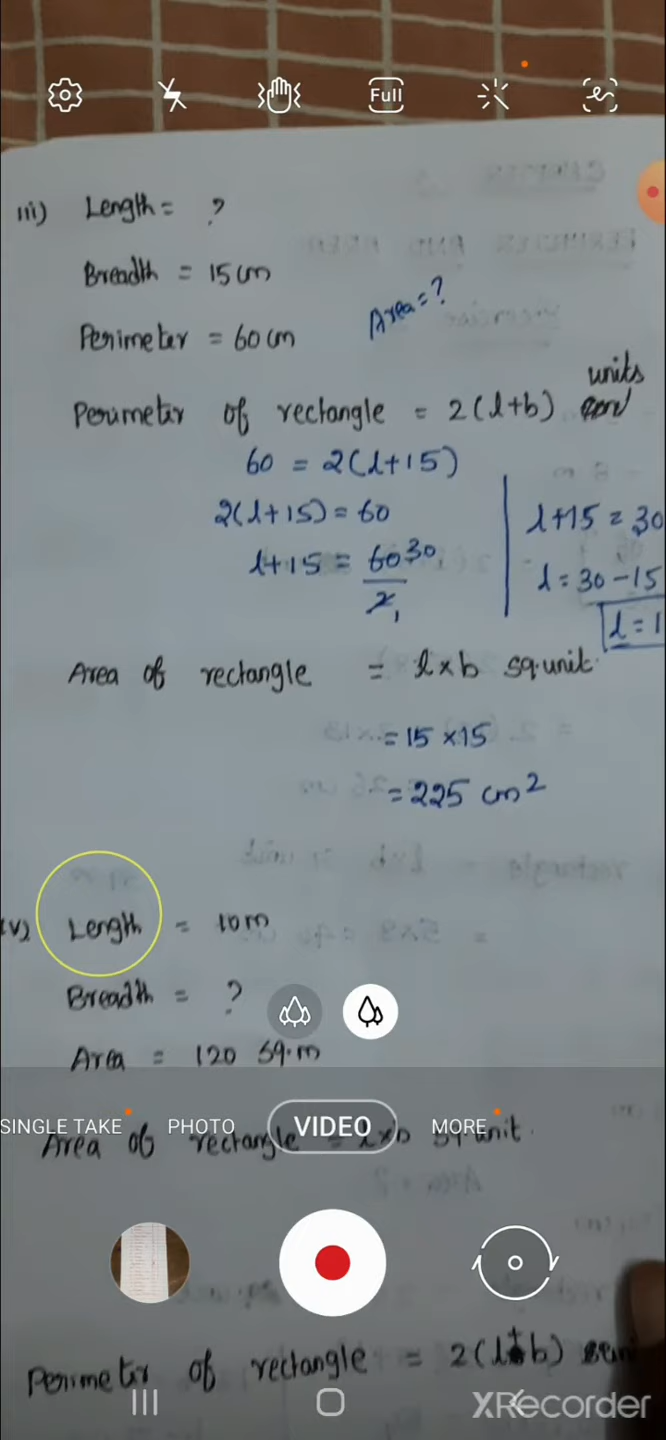 Full
iii) Length = ?
Breadth = 15 cm
Perimeter = 60 cm
Area = ?
Perimeter of rectangle = 2(l+b) units
60 = 2(l+15)
2(l+15) = 60
l+15 = 60 30
2 1
l+15 = 30
l = 30 - 15
l = 1
Area of rectangle = l×b sq.unit.
= 15 × 15
= 225 cm²
iv) Length = 10 m
Breadth = ?
Area = 120 sq.m
SINGLE TAKE PHOTO VIDEO MORE
Area of rectangle = l×b sq.unit.
Perimeter of rectangle = 2(l+b)
XRecorder